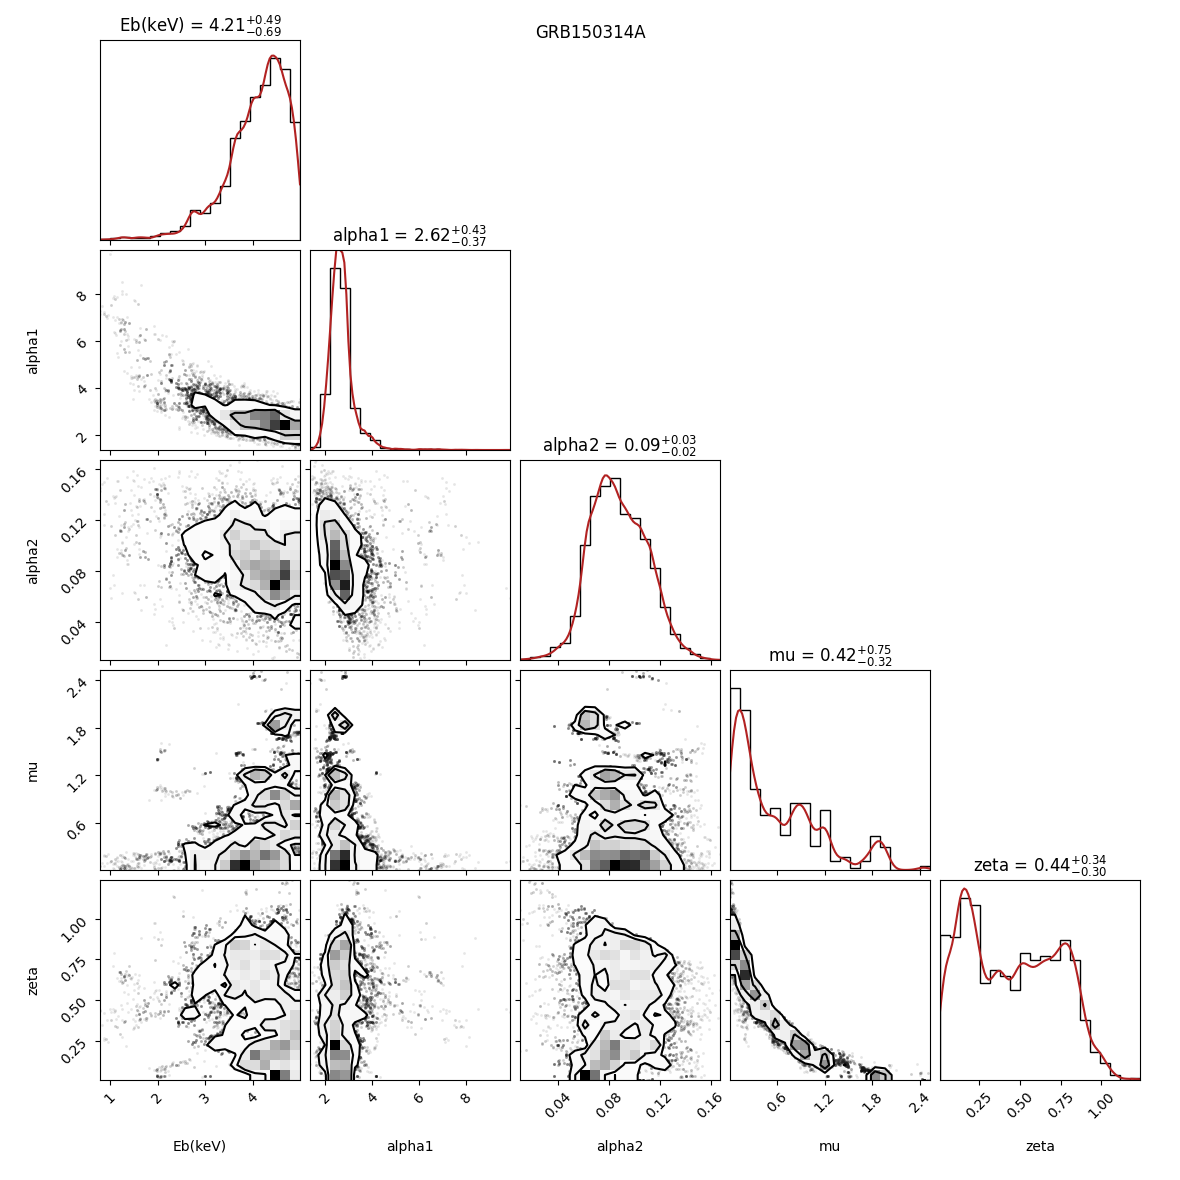 GRB150314A
Eb(keV) = 4.21+0.49−0.69
alpha1 = 2.62+0.43−0.37
alpha1
8
6
4
2
alpha2 = 0.09+0.03−0.02
alpha2
0.16
0.12
0.08
0.04
mu = 0.42+0.75−0.32
mu
2.4
1.8
1.2
0.6
zeta = 0.44+0.34−0.30
zeta
1.00
0.75
0.50
0.25
1 2 3 4
2 4 6 8
0.04 0.08 0.12 0.16
0.6 1.2 1.8 2.4
0.25 0.50 0.75 1.00
Eb(keV) alpha1 alpha2 mu zeta